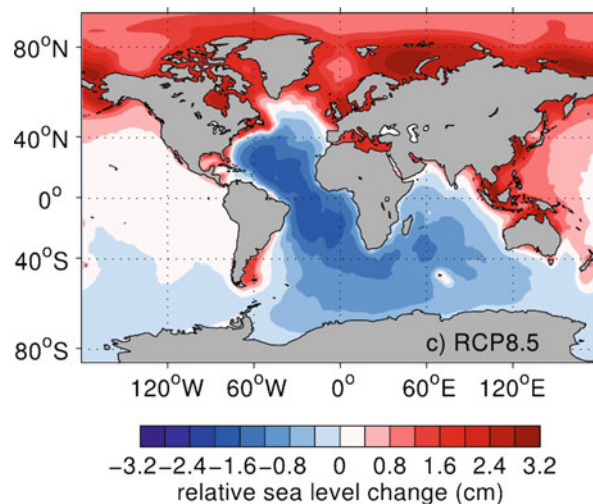 80°N
40°N
0°
40°S
80°S
c) RCP8.5
120°W 60°W 0° 60°E 120°E
−3.2 −2.4 −1.6 −0.8 0 0.8 1.6 2.4 3.2
relative sea level change (cm)